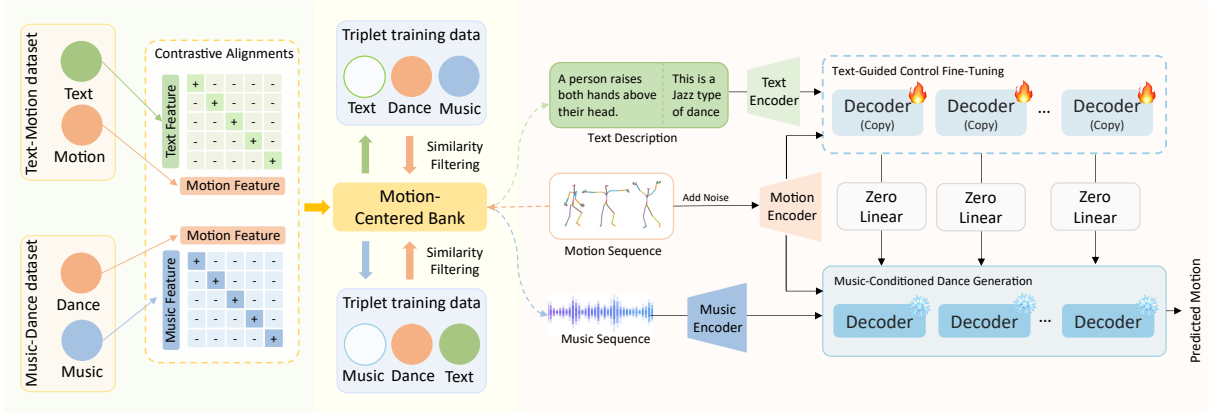 Text-Motion dataset
Text
Motion
Music-Dance dataset
Dance
Music
Contrastive Alignments
Text Feature
+ - - - -
- + - - -
- - + - -
- - - + -
- - - - +
Motion Feature
Motion Feature
Music Feature
+ - - - -
- + - - -
- - + - -
- - - + -
- - - - +
Triplet training data
Text
Dance
Music
Similarity
Filtering
Motion-
Centered Bank
Similarity
Filtering
Triplet training data
Music
Dance
Text
A person raises
both hands above
their head.
This is a
Jazz type
of dance
Text Description
Text
Encoder
Motion Sequence
Add Noise
Motion
Encoder
Music Sequence
Music
Encoder
Text-Guided Control Fine-Tuning
Decoder
(Copy)
Decoder
(Copy)
...
Decoder
(Copy)
Zero
Linear
Zero
Linear
Zero
Linear
Music-Conditioned Dance Generation
Decoder
Decoder
...
Decoder
Predicted Motion